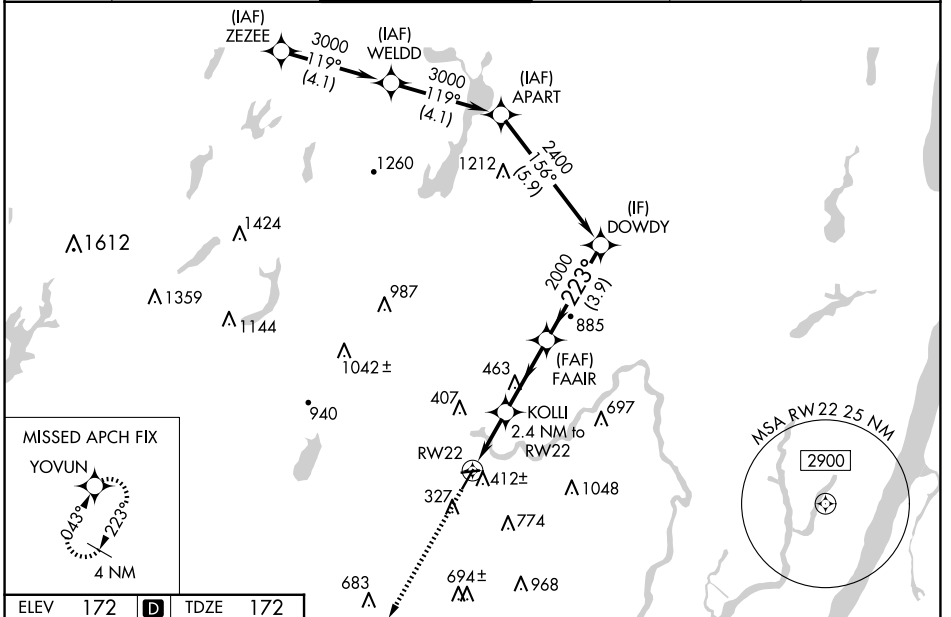 (IAF)
ZEZEE
3000
119°
(4.1)
(IAF)
WELDD
3000
119°
(4.1)
(IAF)
APART
2400
156°
(5.9)
1260
1212
(IF)
DOWDY
1612
1424
2000
223°
(3.9)
1359
987
885
1144
1042±
(FAF)
FAAIR
463
407
940
KOLLI
2.4 NM to
RW22
697
MISSED APCH FIX
YOVUN
043°
223°
4 NM
RW22
412±
327
1048
774
MSA RW22 25 NM
2900
683
694±
968
ELEV 172 D TDZE 172